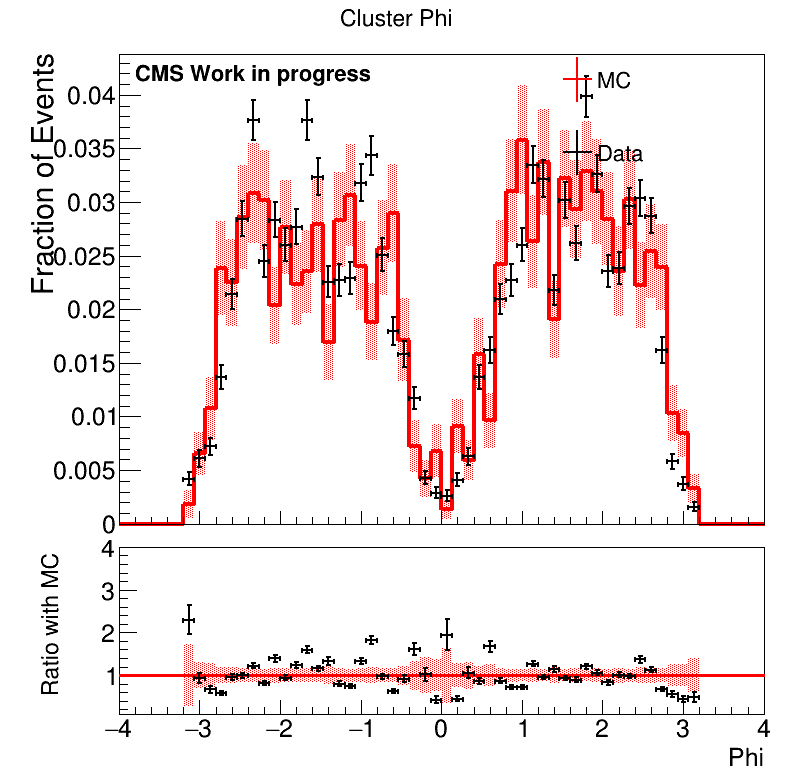 Cluster Phi
CMS Work in progress
MC
Data
Fraction of Events
0.04
0.035
0.03
0.025
0.02
0.015
0.01
0.005
0
Ratio with MC
4
3
2
1
−4 −3 −2 −1 0 1 2 3 4
Phi